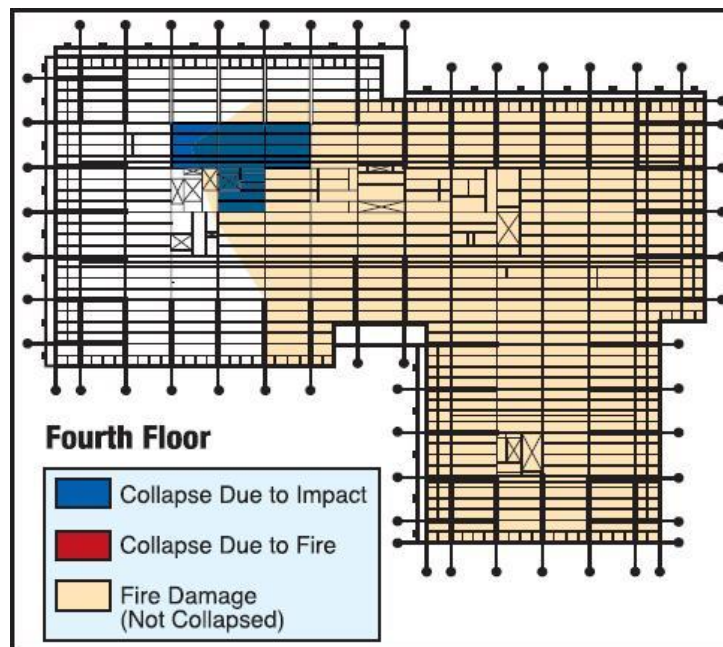 Fourth Floor
Collapse Due to Impact
Collapse Due to Fire
Fire Damage
(Not Collapsed)